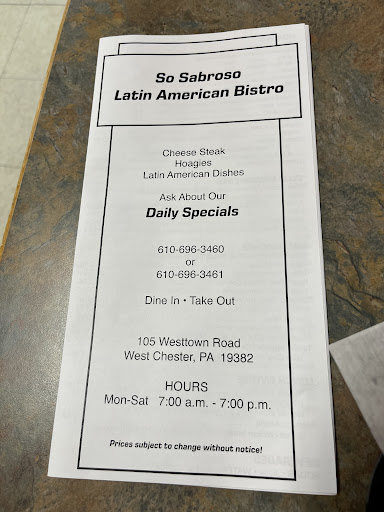 So Sabroso
Latin American Bistro
Cheese Steak
Hoagies
Latin American Dishes
Ask About Our
Daily Specials
610-696-3460
or
610-696-3461
Dine In • Take Out
105 Westtown Road
West Chester, PA 19382
HOURS
Mon-Sat 7:00 a.m. - 7:00 p.m.
Prices subject to change without notice!